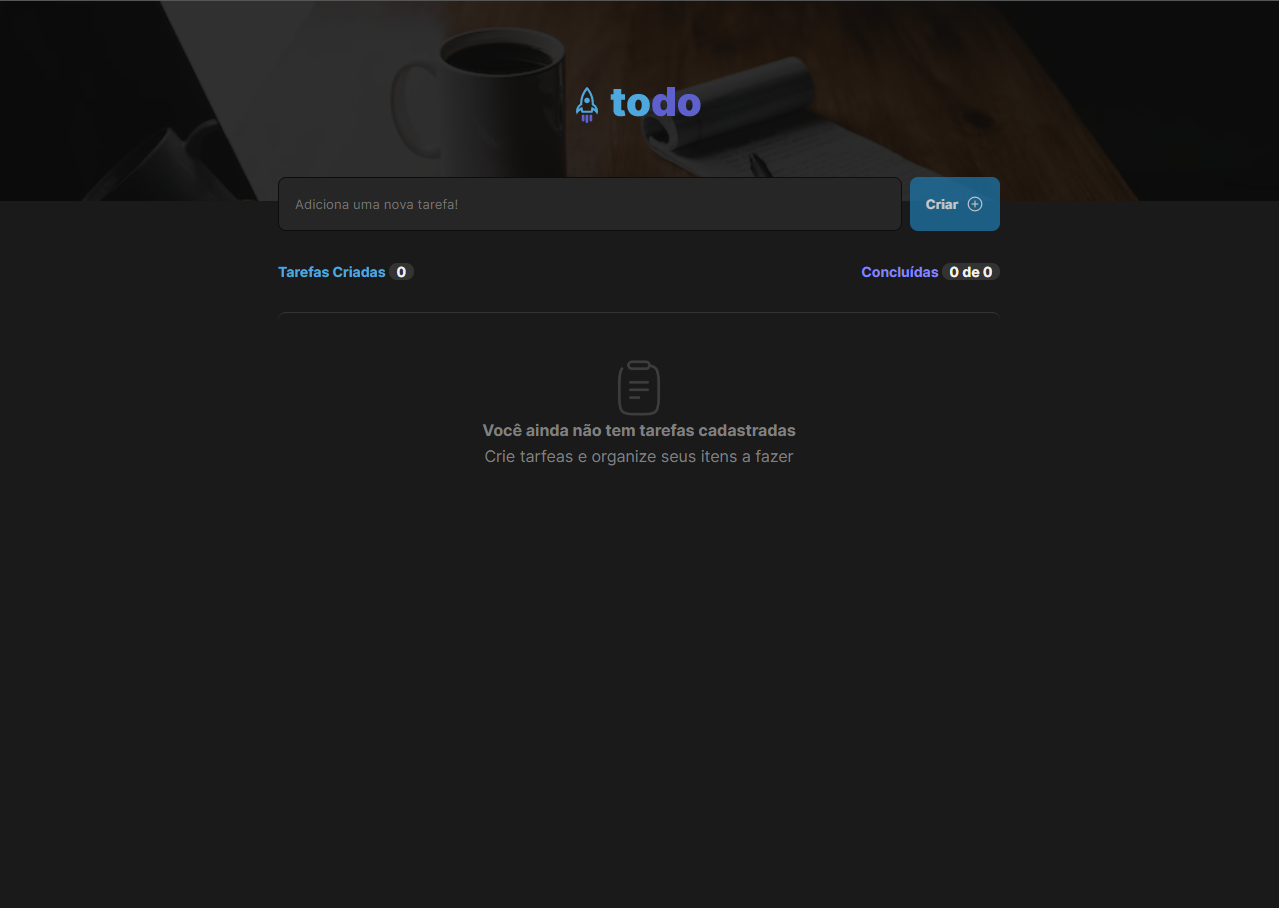 todo
Adiciona uma nova tarefa!
Criar
Tarefas Criadas 0
Concluídas 0 de 0
Você ainda não tem tarefas cadastradas
Crie tarfeas e organize seus itens a fazer